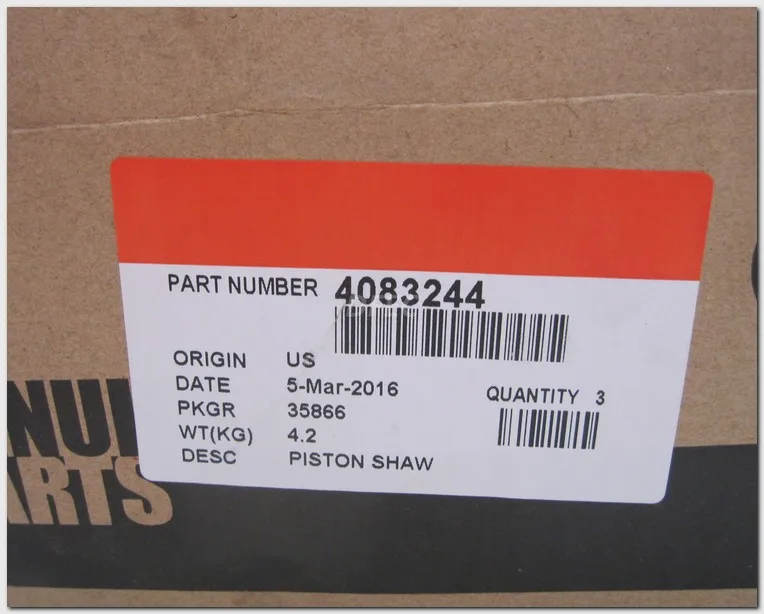 PART NUMBER 4083244
ORIGIN US
DATE 5-Mar-2016
QUANTITY 3
PKGR 35866
WT(KG) 4.2
DESC PISTON SHAW
NUI
ARTS